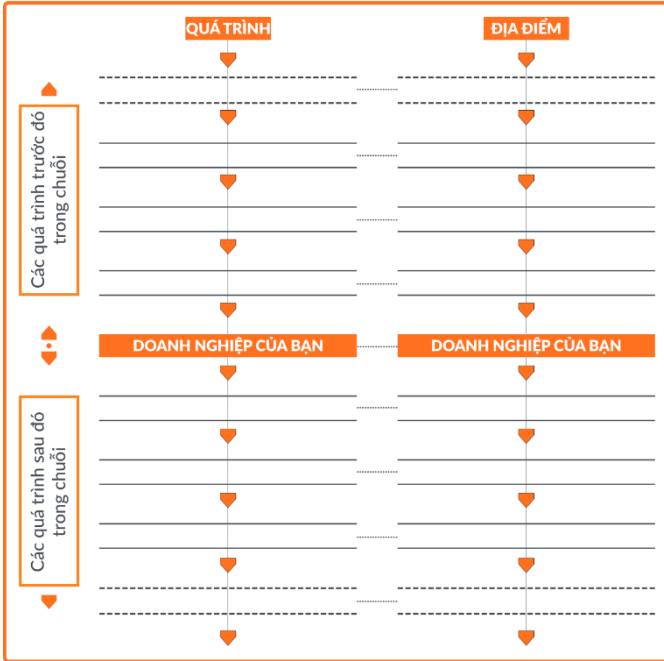 QUÁ TRÌNH
ĐỊA ĐIỂM
Các quá trình trước đó
trong chuỗi
DOANH NGHIỆP CỦA BẠN
DOANH NGHIỆP CỦA BẠN
Các quá trình sau đó
trong chuỗi